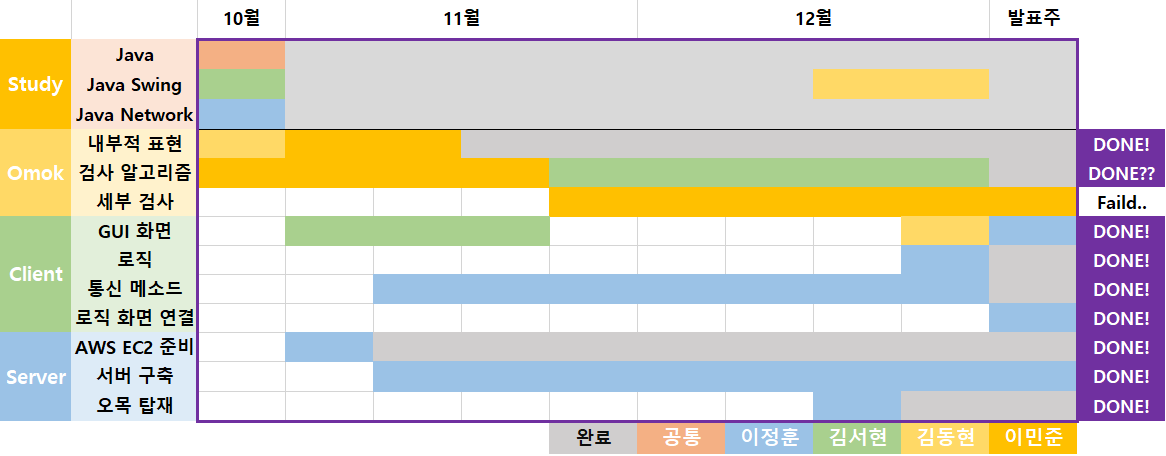 10월 11월 12월 발표주
Study
Java
Java Swing
Java Network
Omok
내부적 표현 DONE!
검사 알고리즘 DONE??
세부 검사 Faild..
Client
GUI 화면 DONE!
로직 DONE!
통신 메소드 DONE!
로직 화면 연결 DONE!
Server
AWS EC2 준비 DONE!
서버 구축 DONE!
오목 탑재 DONE!
완료 공통 이정훈 김서현 김동현 이민준